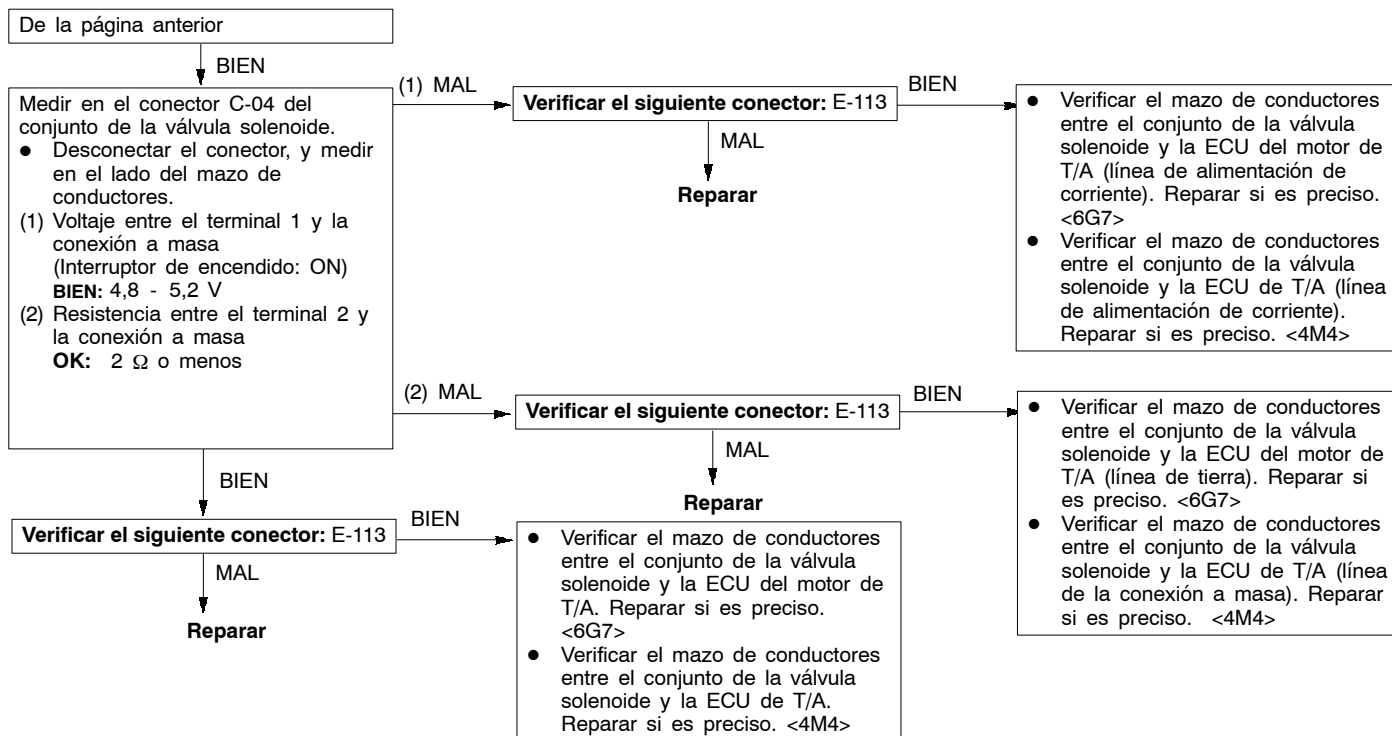 De la página anterior
BIEN
Medir en el conector C-04 del
conjunto de la válvula solenoide.
● Desconectar el conector, y medir
en el lado del mazo de
conductores.
(1) Voltaje entre el terminal 1 y la
conexión a masa
(Interruptor de encendido: ON)
BIEN: 4,8 - 5,2 V
(2) Resistencia entre el terminal 2 y
la conexión a masa
OK: 2 Ω o menos
(1) MAL
Verificar el siguiente conector: E-113
MAL
Reparar
BIEN
● Verificar el mazo de conductores
entre el conjunto de la válvula
solenoide y la ECU del motor de
T/A (línea de alimentación de
corriente). Reparar si es preciso.
<6G7>
● Verificar el mazo de conductores
entre el conjunto de la válvula
solenoide y la ECU de T/A (línea
de alimentación de corriente).
Reparar si es preciso. <4M4>
(2) MAL
Verificar el siguiente conector: E-113
MAL
Reparar
BIEN
● Verificar el mazo de conductores
entre el conjunto de la válvula
solenoide y la ECU del motor de
T/A (línea de tierra). Reparar si
es preciso. <6G7>
● Verificar el mazo de conductores
entre el conjunto de la válvula
solenoide y la ECU de T/A (línea
de la conexión a masa). Reparar
si es preciso. <4M4>
BIEN
Verificar el siguiente conector: E-113
MAL
Reparar
BIEN
● Verificar el mazo de conductores
entre el conjunto de la válvula
solenoide y la ECU del motor de
T/A. Reparar si es preciso.
<6G7>
● Verificar el mazo de conductores
entre el conjunto de la válvula
solenoide y la ECU de T/A.
Reparar si es preciso. <4M4>